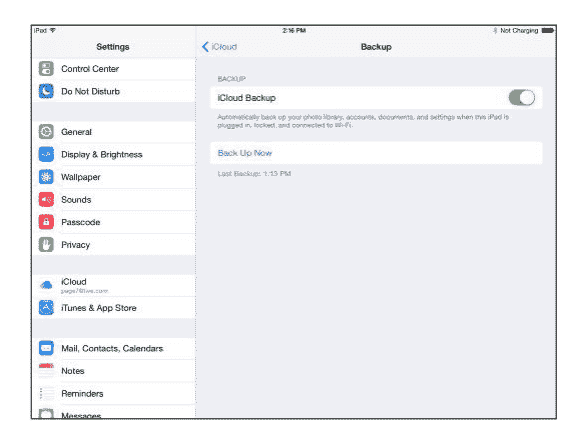 iPad
2:16 PM
Not Charging
Settings
iCloud
Backup
Control Center
Do Not Disturb
General
Display & Brightness
Wallpaper
Sounds
Passcode
Privacy
iCloud
iTunes & App Store
Mail, Contacts, Calendars
Notes
Reminders
Messages
BACKUP
iCloud Backup
Automatically back up your photo library, accounts, documents, and settings when this iPad is
plugged in, locked, and connected to Wi-Fi.
Back Up Now
Last Backup: 1:13 PM